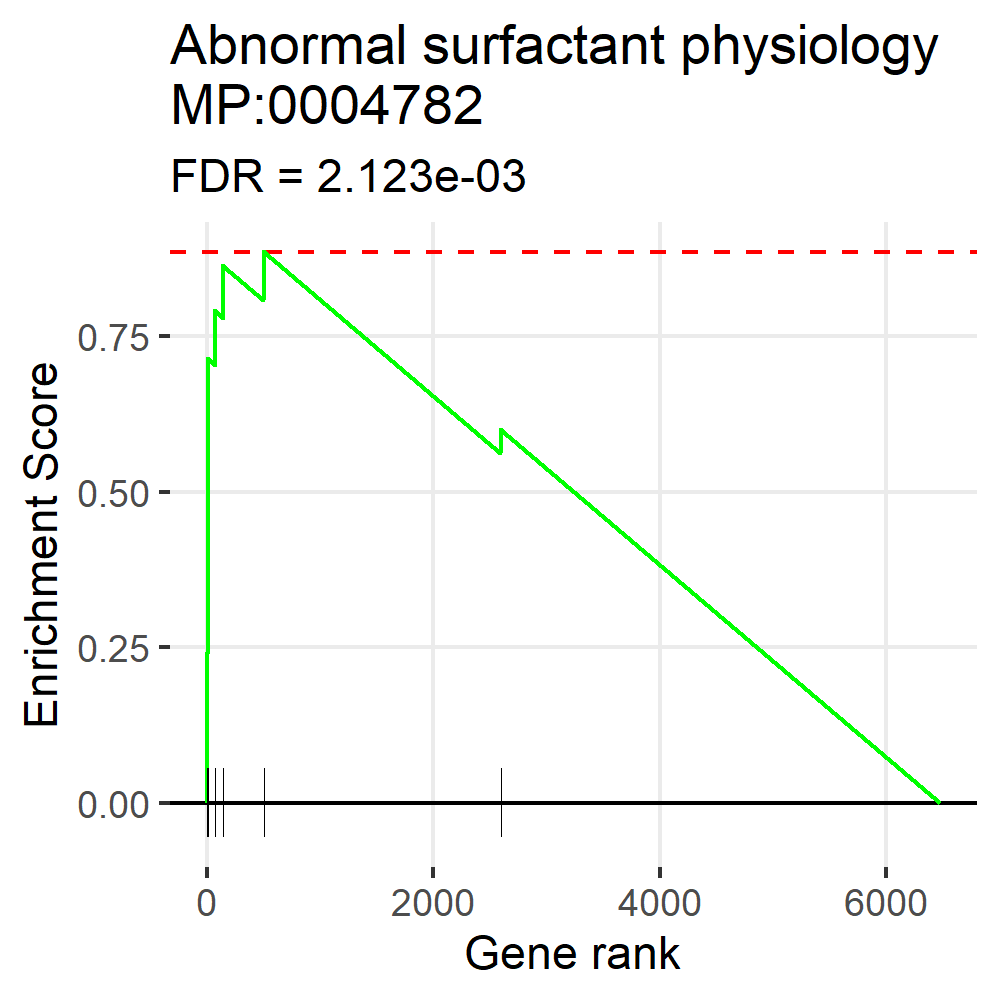 Abnormal surfactant physiology
MP:0004782
FDR = 2.123e-03
Enrichment Score
0.75
0.50
0.25
0.00
0 2000 4000 6000
Gene rank